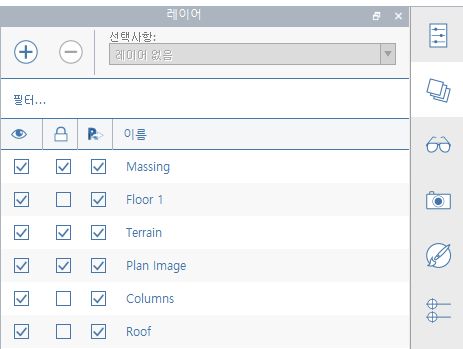 레이어
선택사항:
레이어 없음
필터...
이름
Massing
Floor 1
Terrain
Plan Image
Columns
Roof